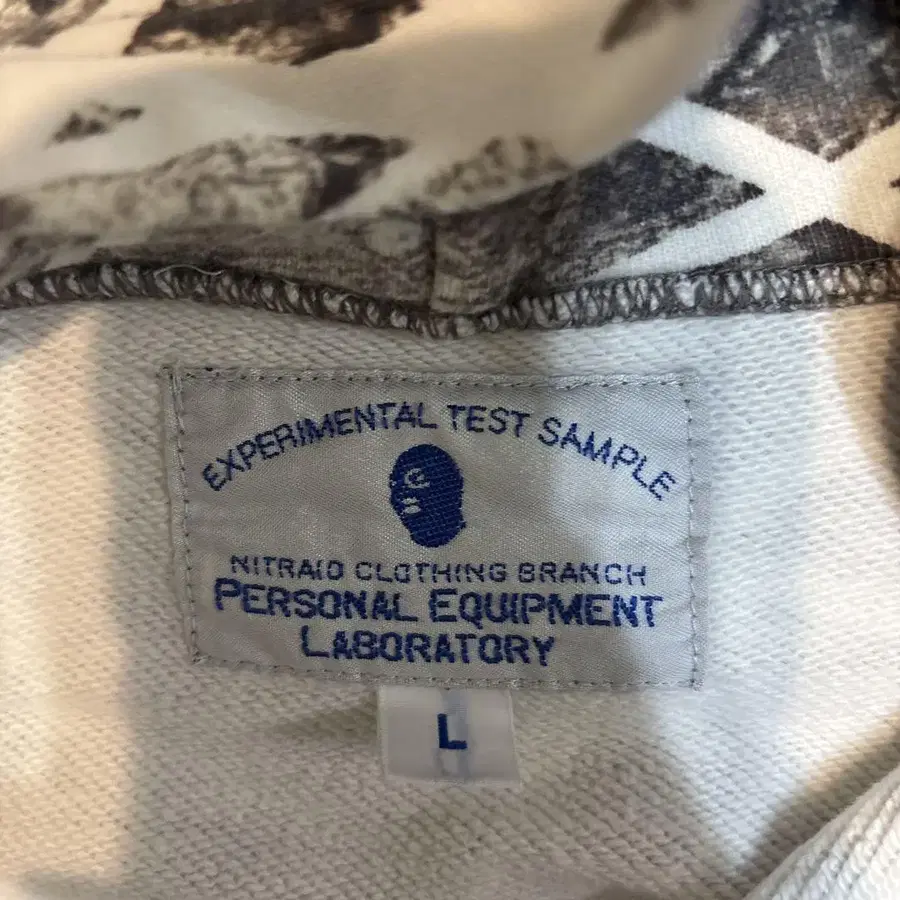 EXPERIMENTAL TEST SAMPLE
NITRAID CLOTHING BRANCH
PERSONAL EQUIPMENT
LABORATORY
L